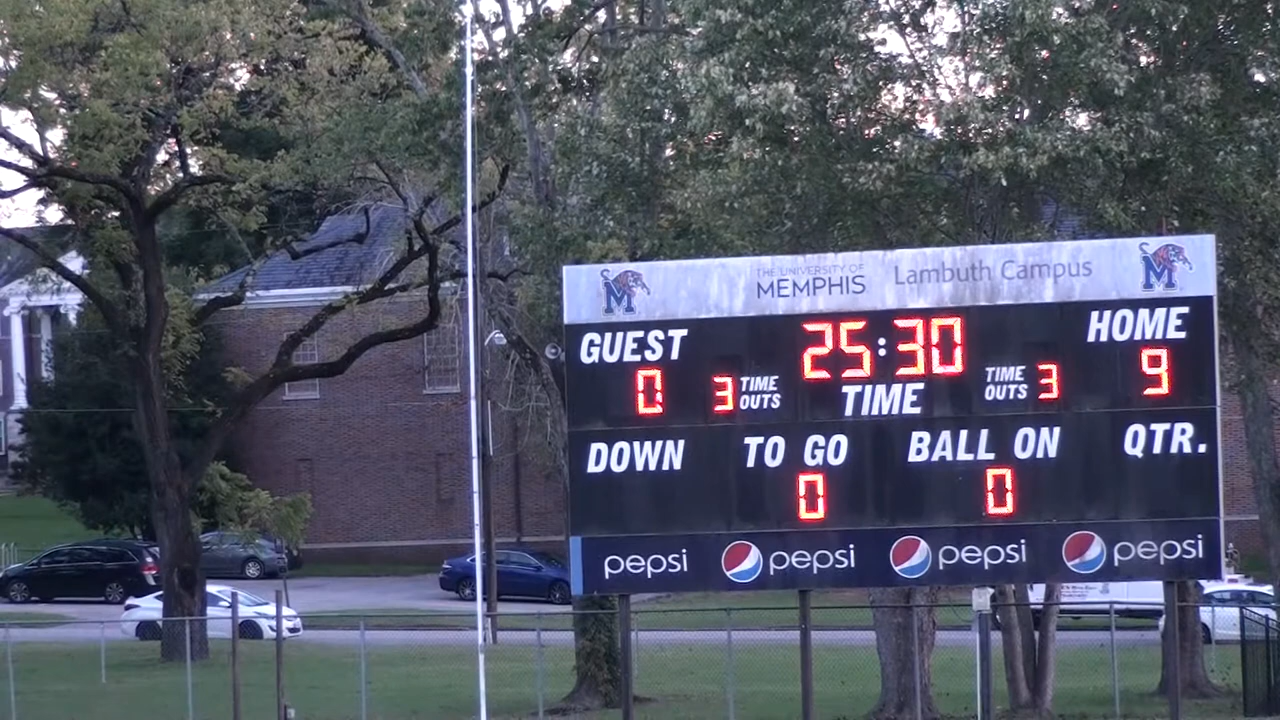 THE UNIVERSITY OF
MEMPHIS
Lambuth Campus
M
M
GUEST
25:30
HOME
0
3 TIME OUTS
TIME
TIME OUTS 3
9
DOWN
TO GO
BALL ON
QTR.
0
0
pepsi
pepsi
pepsi
pepsi